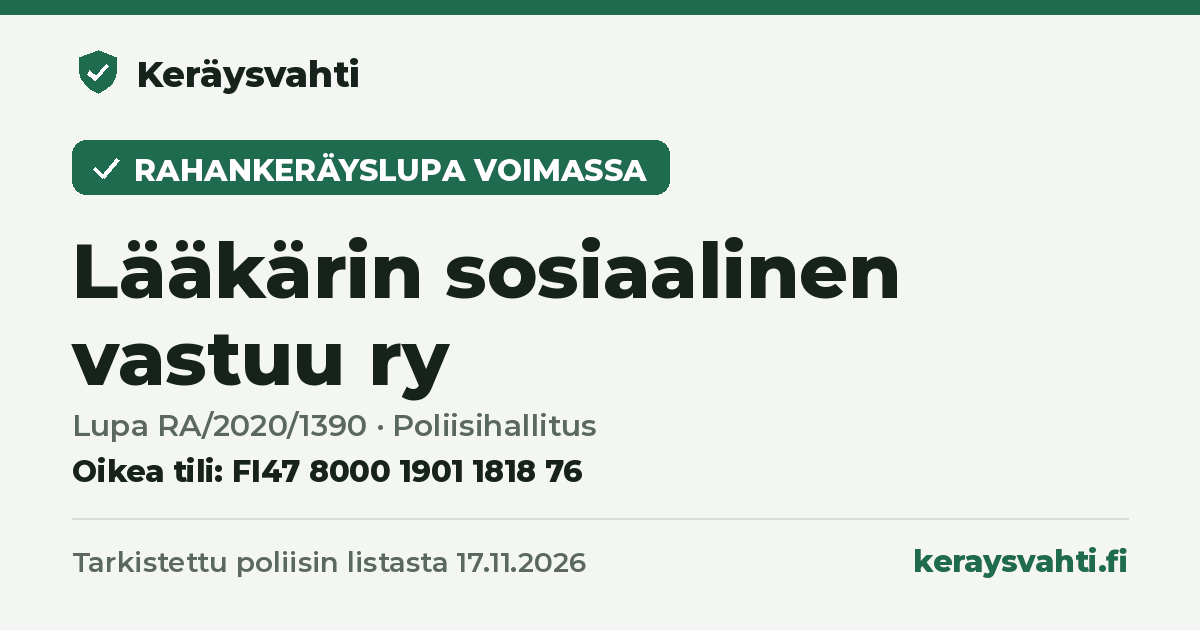 Keräysvahti
RAHANKERÄYSLUPA VOIMASSA
Lääkärin sosiaalinen
vastuu ry
Lupa RA/2020/1390 · Poliisihallitus
Oikea tili: FI47 8000 1901 1818 76
Tarkistettu poliisin listasta 17.11.2026
keraysvahti.fi